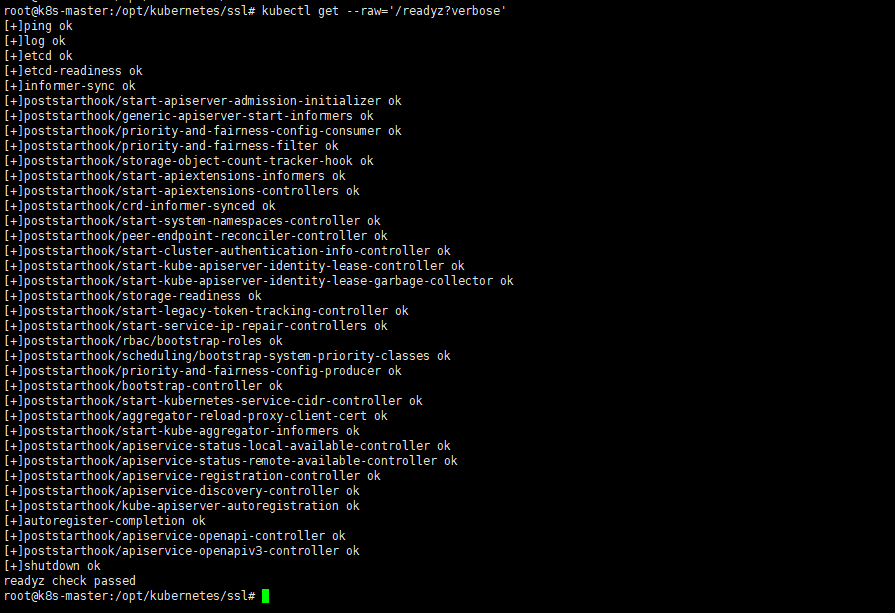 root@k8s-master:/opt/kubernetes/ssl# kubectl get --raw='/readyz?verbose'
[+]ping ok
[+]log ok
[+]etcd ok
[+]etcd-readiness ok
[+]informer-sync ok
[+]poststarthook/start-apiserver-admission-initializer ok
[+]poststarthook/generic-apiserver-start-informers ok
[+]poststarthook/priority-and-fairness-config-consumer ok
[+]poststarthook/priority-and-fairness-filter ok
[+]poststarthook/storage-object-count-tracker-hook ok
[+]poststarthook/start-apiextensions-informers ok
[+]poststarthook/start-apiextensions-controllers ok
[+]poststarthook/crd-informer-synced ok
[+]poststarthook/start-system-namespaces-controller ok
[+]poststarthook/peer-endpoint-reconciler-controller ok
[+]poststarthook/start-cluster-authentication-info-controller ok
[+]poststarthook/start-kube-apiserver-identity-lease-controller ok
[+]poststarthook/start-kube-apiserver-identity-lease-garbage-collector ok
[+]poststarthook/storage-readiness ok
[+]poststarthook/start-legacy-token-tracking-controller ok
[+]poststarthook/start-service-ip-repair-controllers ok
[+]poststarthook/rbac/bootstrap-roles ok
[+]poststarthook/scheduling/bootstrap-system-priority-classes ok
[+]poststarthook/priority-and-fairness-config-producer ok
[+]poststarthook/bootstrap-controller ok
[+]poststarthook/start-kubernetes-service-cidr-controller ok
[+]poststarthook/aggregator-reload-proxy-client-cert ok
[+]poststarthook/start-kube-aggregator-informers ok
[+]poststarthook/apiservice-status-local-available-controller ok
[+]poststarthook/apiservice-status-remote-available-controller ok
[+]poststarthook/apiservice-registration-controller ok
[+]poststarthook/apiservice-discovery-controller ok
[+]poststarthook/kube-apiserver-autoregistration ok
[+]autoregister-completion ok
[+]poststarthook/apiservice-openapi-controller ok
[+]poststarthook/apiservice-openapiv3-controller ok
[+]shutdown ok
readyz check passed
root@k8s-master:/opt/kubernetes/ssl#